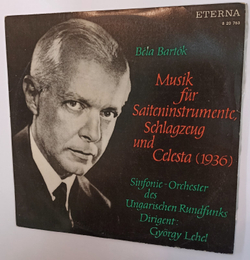 ETERNA
Béla Bartók
Musik
für
Saiteninstrumente,
Schlagzeug
und
Celesta (1936)
Sinfonie-Orchester
des
Ungarischen Rundfunks
Dirigent:
György Lehel